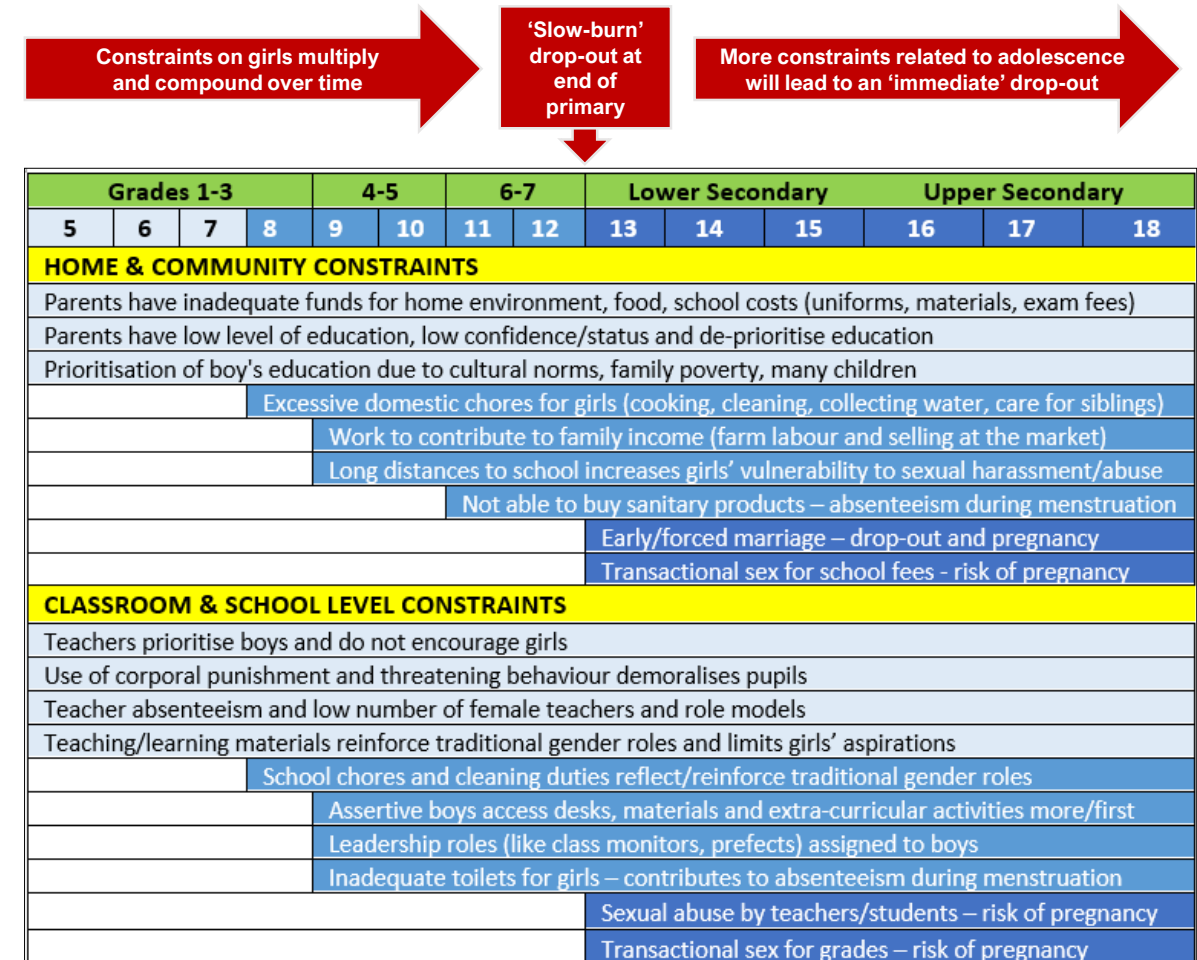 Constraints on girls multiply
and compound over time
‘Slow-burn’
drop-out at
end of
primary
More constraints related to adolescence
will lead to an ‘immediate’ drop-out
Grades 1-3 4-5 6-7 Lower Secondary Upper Secondary
5 6 7 8 9 10 11 12 13 14 15 16 17 18
HOME & COMMUNITY CONSTRAINTS
Parents have inadequate funds for home environment, food, school costs (uniforms, materials, exam fees)
Parents have low level of education, low confidence/status and de-prioritise education
Prioritisation of boy's education due to cultural norms, family poverty, many children
Excessive domestic chores for girls (cooking, cleaning, collecting water, care for siblings)
Work to contribute to family income (farm labour and selling at the market)
Long distances to school increases girls’ vulnerability to sexual harassment/abuse
Not able to buy sanitary products – absenteeism during menstruation
Early/forced marriage – drop-out and pregnancy
Transactional sex for school fees - risk of pregnancy
CLASSROOM & SCHOOL LEVEL CONSTRAINTS
Teachers prioritise boys and do not encourage girls
Use of corporal punishment and threatening behaviour demoralises pupils
Teacher absenteeism and low number of female teachers and role models
Teaching/learning materials reinforce traditional gender roles and limits girls’ aspirations
School chores and cleaning duties reflect/reinforce traditional gender roles
Assertive boys access desks, materials and extra-curricular activities more/first
Leadership roles (like class monitors, prefects) assigned to boys
Inadequate toilets for girls – contributes to absenteeism during menstruation
Sexual abuse by teachers/students – risk of pregnancy
Transactional sex for grades – risk of pregnancy